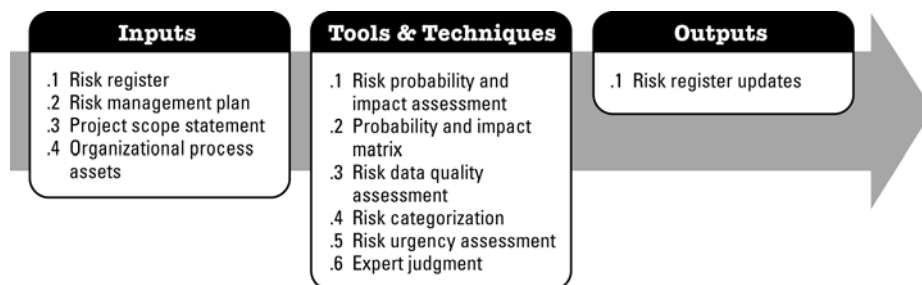 Inputs
.1 Risk register
.2 Risk management plan
.3 Project scope statement
.4 Organizational process
assets
Tools & Techniques
.1 Risk probability and
impact assessment
.2 Probability and impact
matrix
.3 Risk data quality
assessment
.4 Risk categorization
.5 Risk urgency assessment
.6 Expert judgment
Outputs
.1 Risk register updates